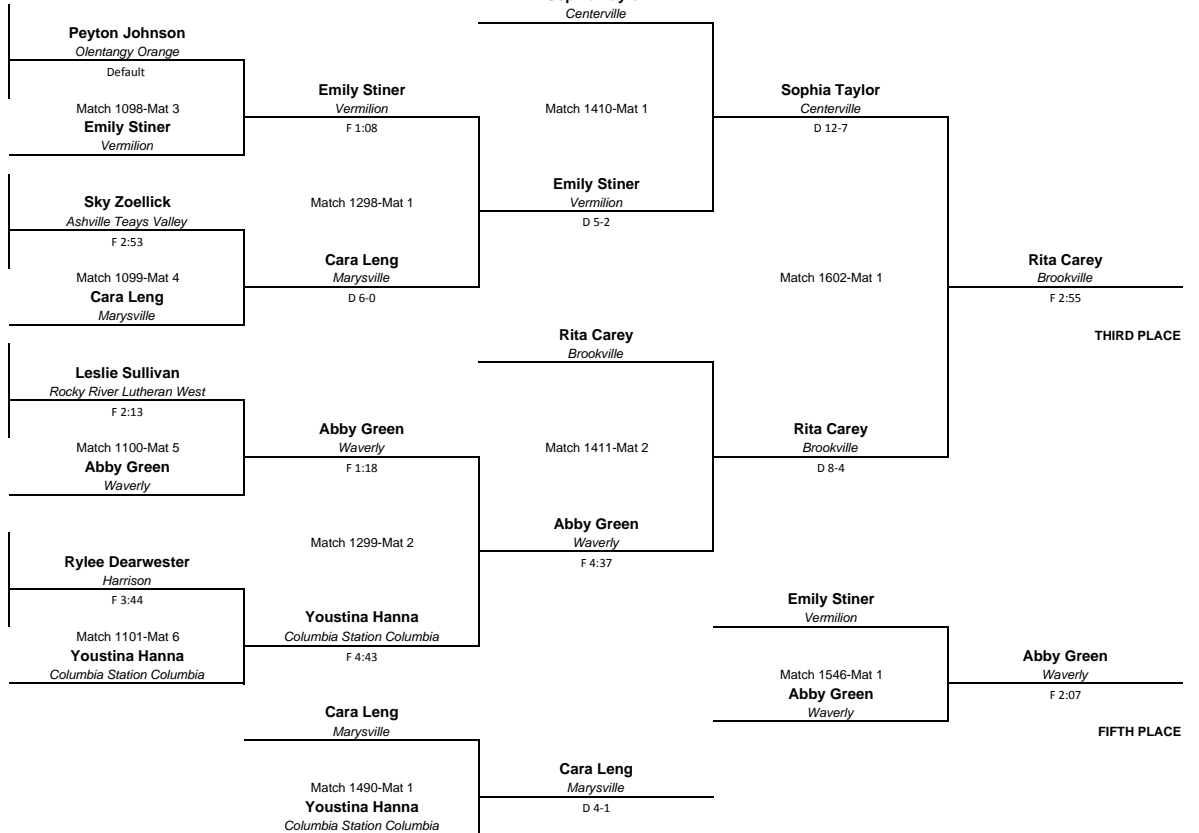 Centerville
Peyton Johnson
Olentangy Orange
Default
Match 1098-Mat 3
Emily Stiner
Vermilion
Sky Zoellick
Ashville Teays Valley
F 2:53
Match 1099-Mat 4
Cara Leng
Marysville
Leslie Sullivan
Rocky River Lutheran West
F 2:13
Match 1100-Mat 5
Abby Green
Waverly
Rylee Dearwester
Harrison
F 3:44
Match 1101-Mat 6
Youstina Hanna
Columbia Station Columbia
Emily Stiner
Vermilion
F 1:08
Match 1298-Mat 1
Cara Leng
Marysville
D 6-0
Abby Green
Waverly
F 1:18
Match 1299-Mat 2
Youstina Hanna
Columbia Station Columbia
F 4:43
Cara Leng
Marysville
Match 1490-Mat 1
Youstina Hanna
Columbia Station Columbia
Match 1410-Mat 1
Emily Stiner
Vermilion
D 5-2
Rita Carey
Brookville
Match 1411-Mat 2
Abby Green
Waverly
F 4:37
Cara Leng
Marysville
D 4-1
Sophia Taylor
Centerville
D 12-7
Match 1602-Mat 1
Rita Carey
Brookville
D 8-4
Emily Stiner
Vermilion
Match 1546-Mat 1
Abby Green
Waverly
Rita Carey
Brookville
F 2:55
THIRD PLACE
Abby Green
Waverly
F 2:07
FIFTH PLACE